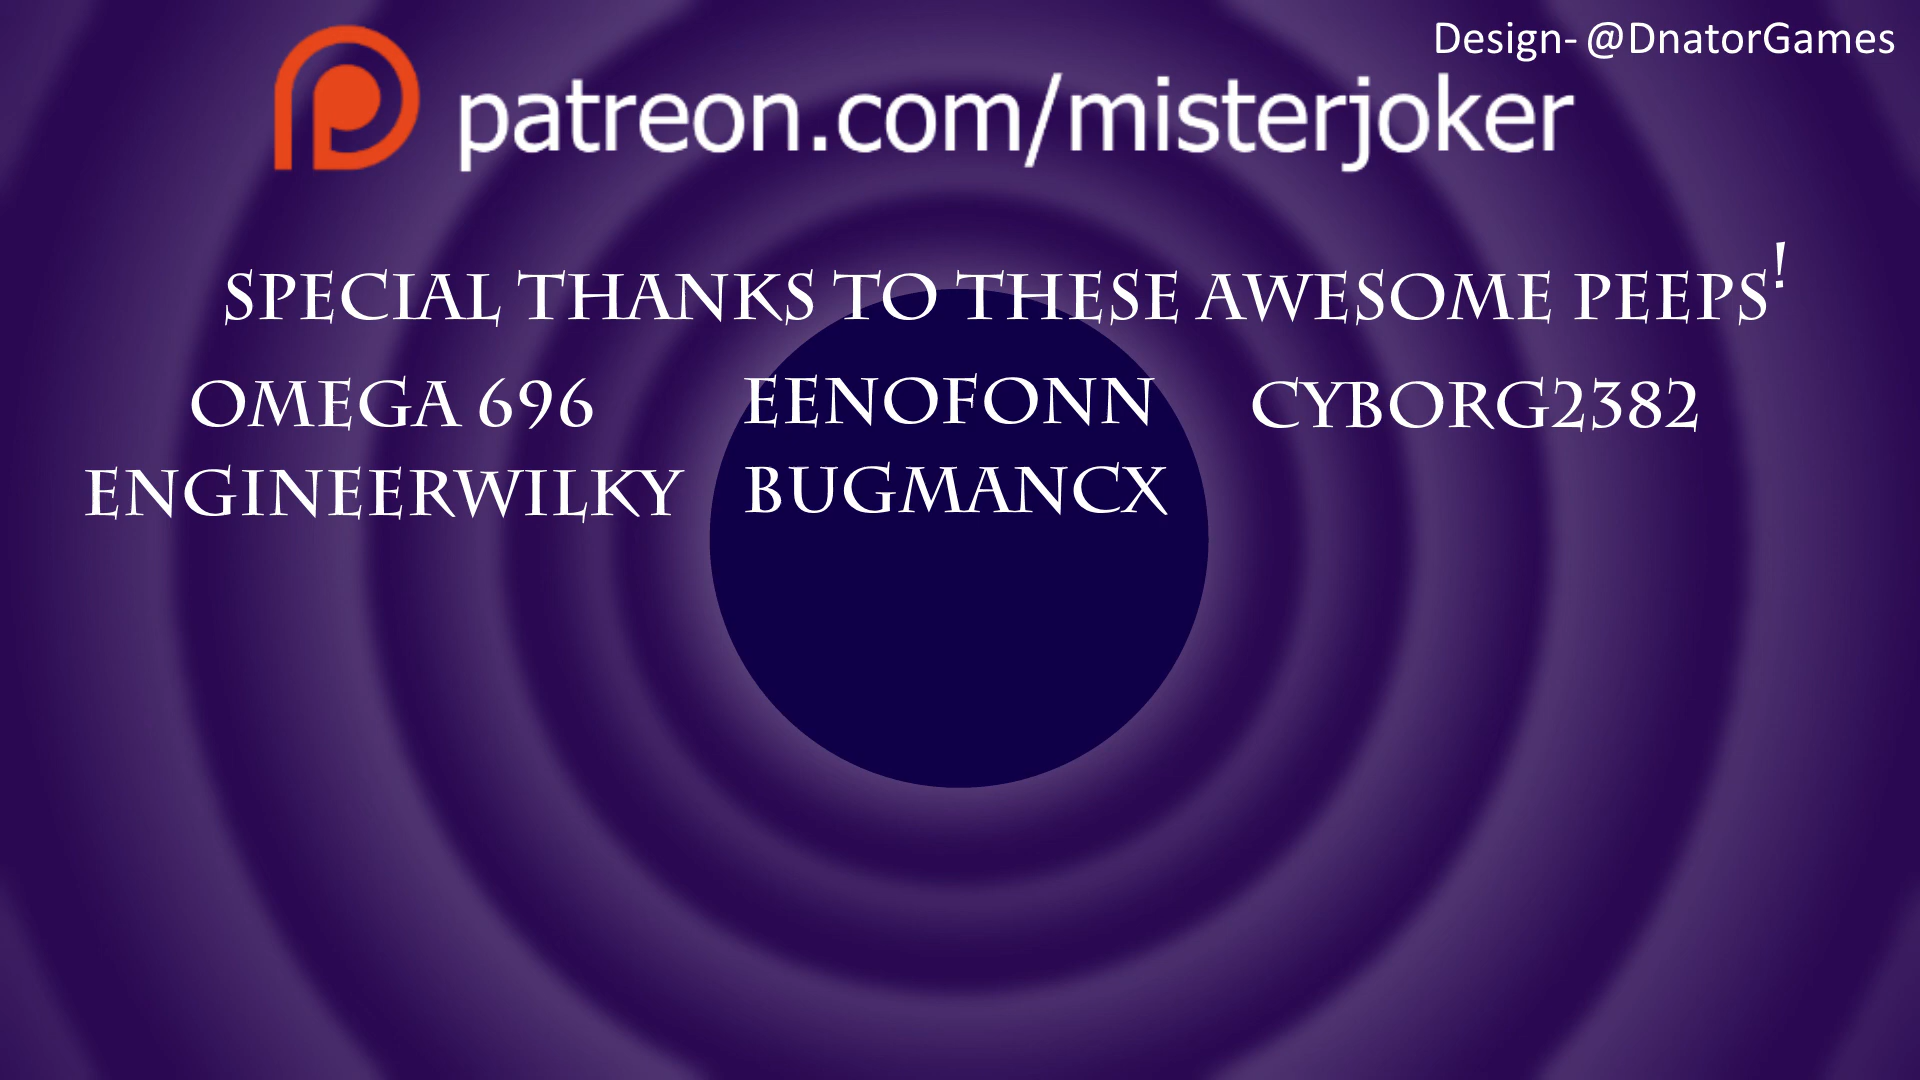 Design- @DnatorGames
patreon.com/misterjoker
SPECIAL THANKS TO THESE AWESOME PEEPS!
OMEGA 696 EENOFONN CYBORG2382
ENGINEERWILKY BUGMANCX